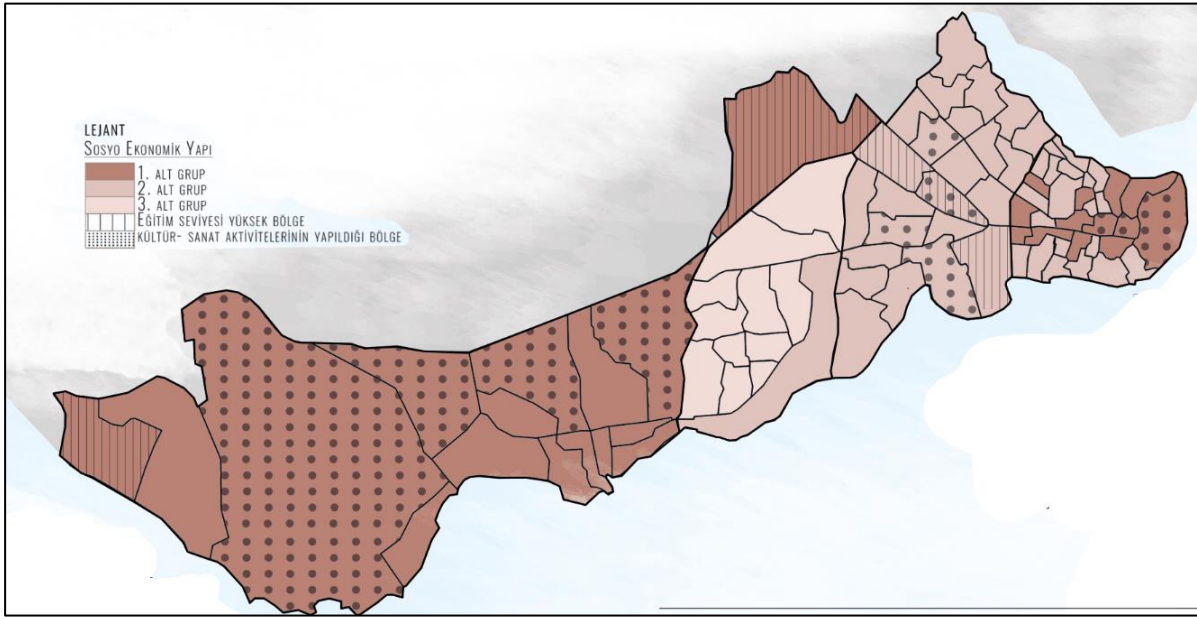 LEJANT
SOSYO EKONOMİK YAPI
1. ALT GRUP
2. ALT GRUP
3. ALT GRUP
EĞİTİM SEVİYESİ YÜKSEK BÖLGE
KÜLTÜR- SANAT AKTİVİTELERİNİN YAPILDIĞI BÖLGE